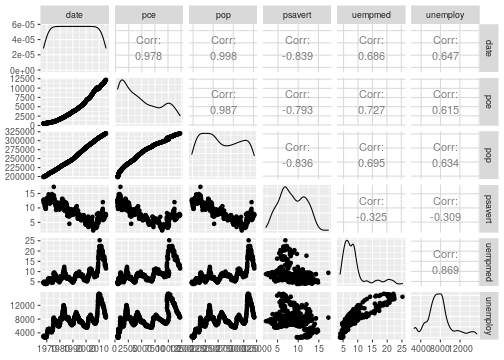 date pce pop psavert uempmed unemploy
6e-05
4e-05
2e-05
0e+00
Corr:
0.978
Corr:
0.998
Corr:
-0.839
Corr:
0.686
Corr:
0.647
date
12500
10000
7500
5000
2500
0
Corr:
0.987
Corr:
-0.793
Corr:
0.727
Corr:
0.615
pce
325000
300000
275000
250000
225000
200000
Corr:
-0.836
Corr:
0.695
Corr:
0.634
pop
15
10
5
Corr:
-0.325
Corr:
-0.309
psavert
25
20
15
10
5
Corr:
0.869
uempmed
12000
8000
4000
unemploy
5 10 15
5 10 15 20 25
4000 8000 12000